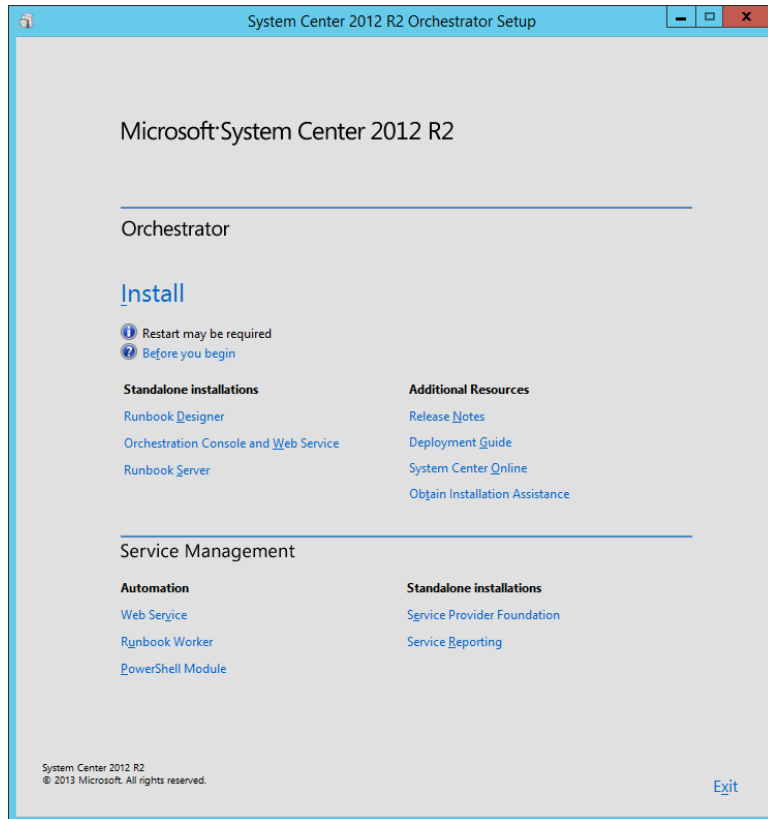 System Center 2012 R2 Orchestrator Setup
Microsoft System Center 2012 R2
Orchestrator
Install
Restart may be required
Before you begin
Standalone installations
Runbook Designer
Orchestration Console and Web Service
Runbook Server
Additional Resources
Release Notes
Deployment Guide
System Center Online
Obtain Installation Assistance
Service Management
Automation
Web Service
Runbook Worker
PowerShell Module
Standalone installations
Service Provider Foundation
Service Reporting
System Center 2012 R2
© 2013 Microsoft. All rights reserved.
Exit